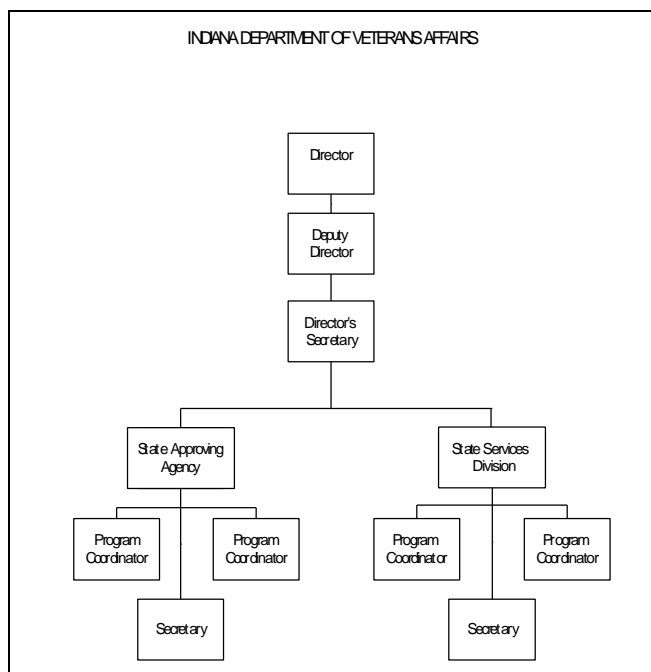 INDIANA DEPARTMENT OF VETERANS AFFAIRS
Director
Deputy
Director
Director's
Secretary
State Approving
Agency
State Services
Division
Program
Coordinator
Program
Coordinator
Program
Coordinator
Program
Coordinator
Secretary
Secretary